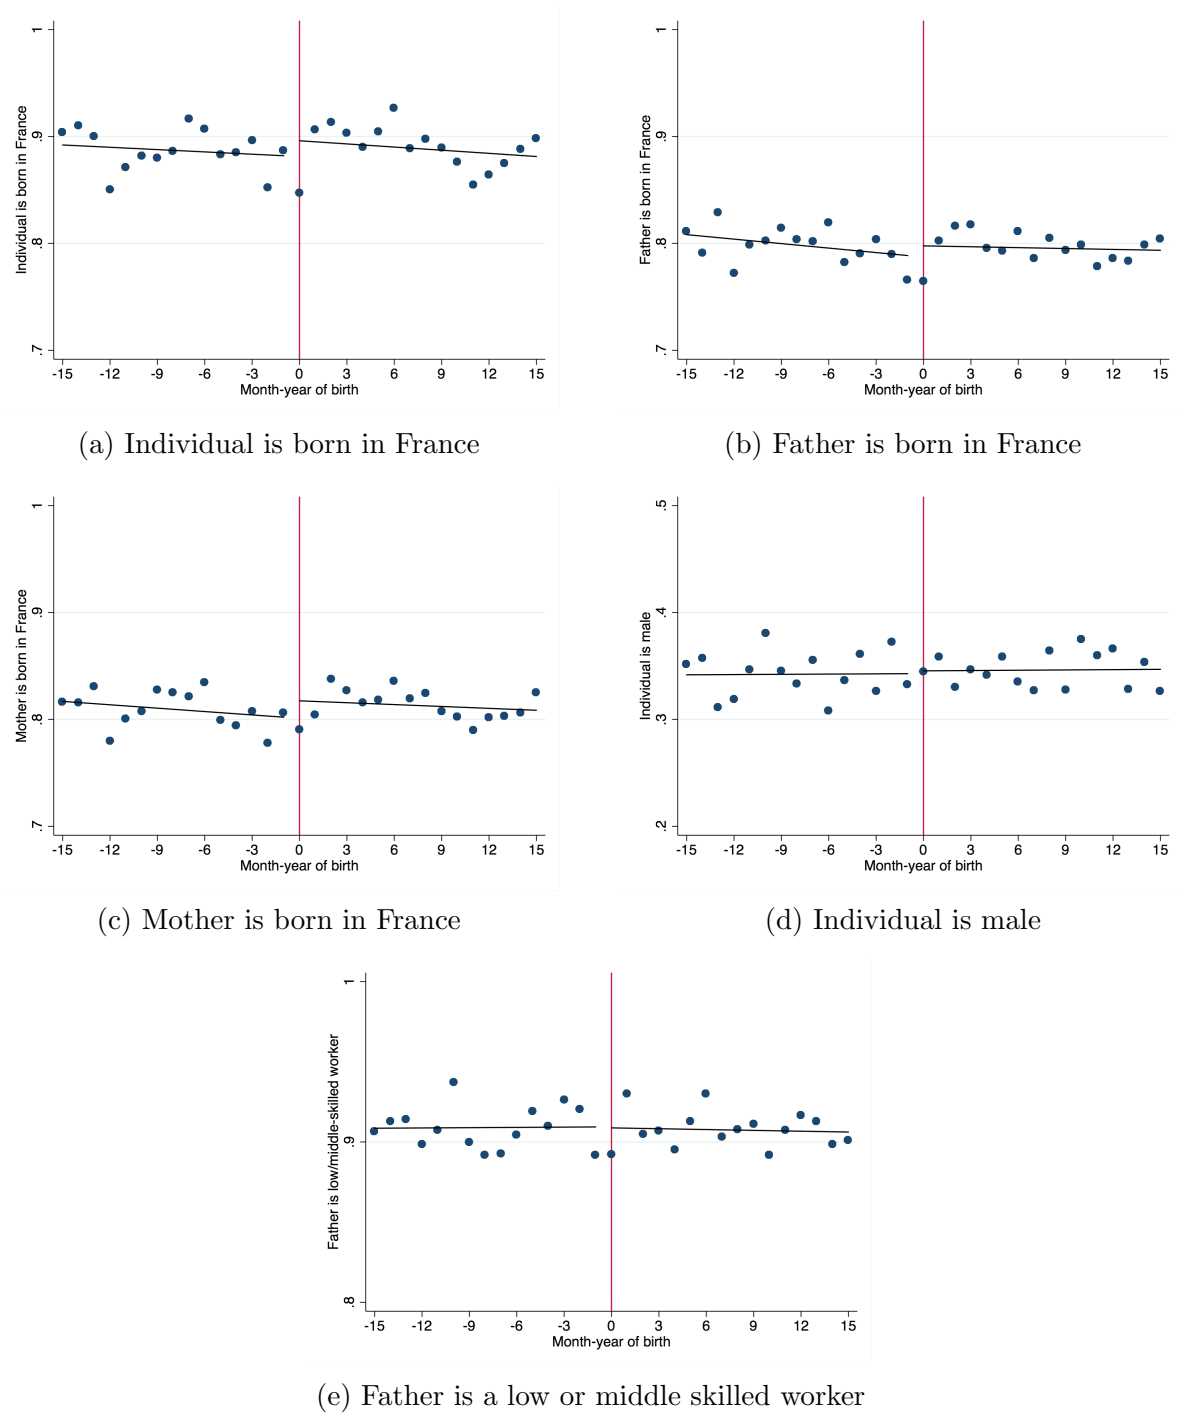 Individual is born in France
1
.9
.8
.7
-15 -12 -9 -6 -3 0 3 6 9 12 15
Month-year of birth
(a) Individual is born in France
Father is born in France
1
.9
.8
.7
-15 -12 -9 -6 -3 0 3 6 9 12 15
Month-year of birth
(b) Father is born in France
Mother is born in France
1
.9
.8
.7
-15 -12 -9 -6 -3 0 3 6 9 12 15
Month-year of birth
(c) Mother is born in France
Individual is male
.5
.4
.3
.2
-15 -12 -9 -6 -3 0 3 6 9 12 15
Month-year of birth
(d) Individual is male
Father is low/middle-skilled worker
1
.9
.8
-15 -12 -9 -6 -3 0 3 6 9 12 15
Month-year of birth
(e) Father is a low or middle skilled worker